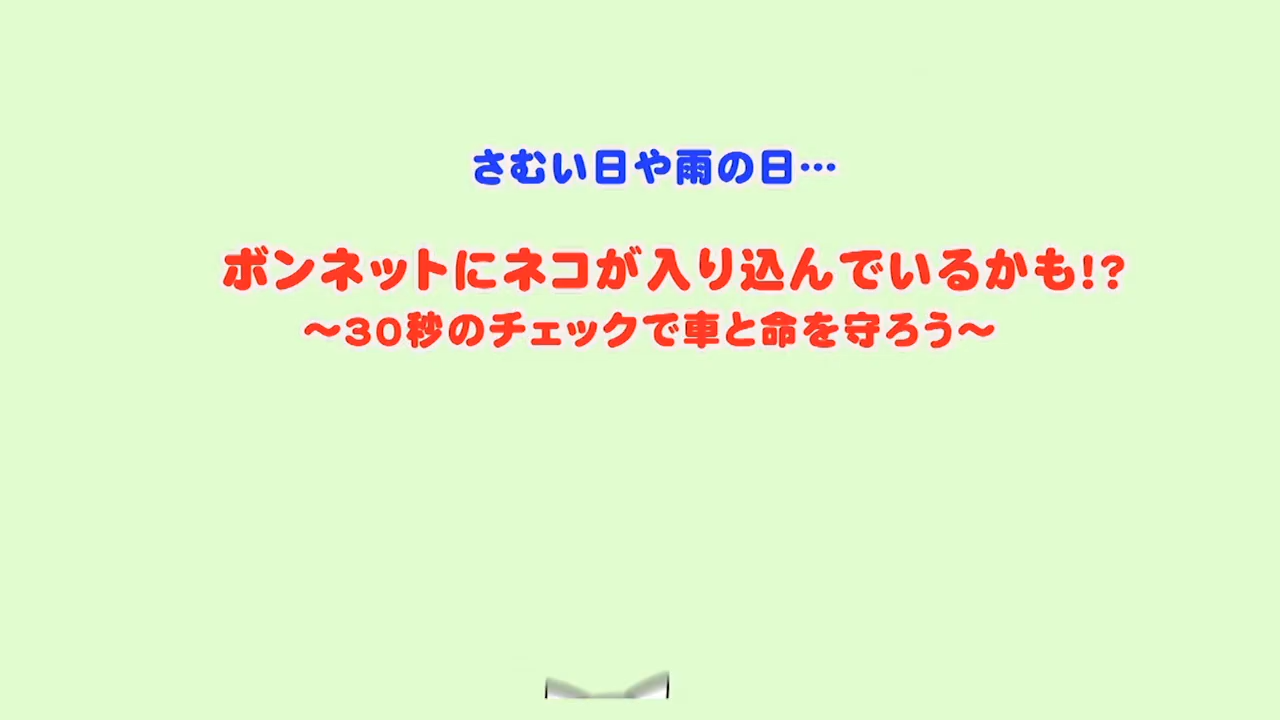 さむい日や雨の日…
ボンネットにネコが入り込んでいるかも!?
～30秒のチェックで車と命を守ろう～